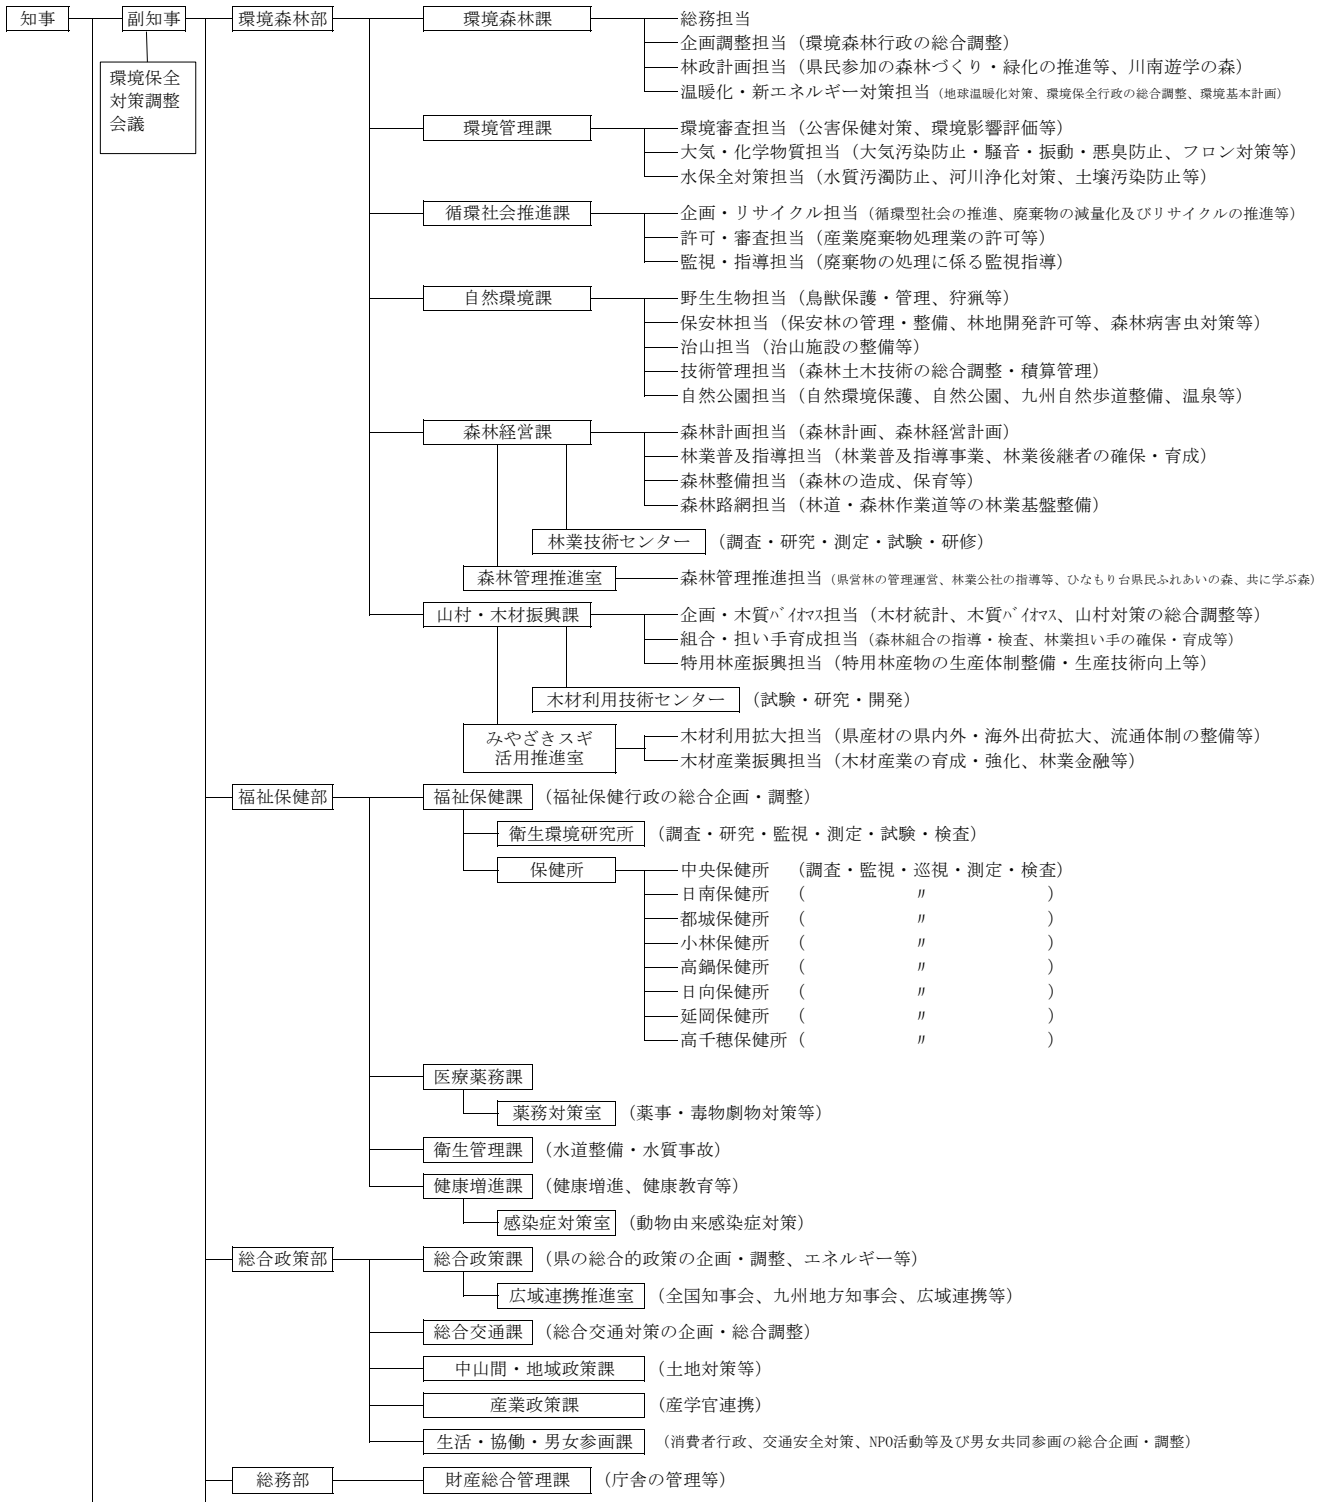 知事 副知事 環境森林部 環境森林課 総務担当
企画調整担当（環境森林行政の総合調整）
環境保全
対策調整
会議
林政計画担当（県民参加の森林づくり・緑化の推進等、川南遊学の森）
温暖化・新エネルギー対策担当（地球温暖化対策、環境保全行政の総合調整、環境基本計画）
環境管理課 環境審査担当（公害保健対策、環境影響評価等）
大気・化学物質担当（大気汚染防止・騒音・振動・悪臭防止、フロン対策等）
水保全対策担当（水質汚濁防止、河川浄化対策、土壌汚染防止等）
循環社会推進課 企画・リサイクル担当（循環型社会の推進、廃棄物の減量化及びリサイクルの推進等）
許可・審査担当（産業廃棄物処理業の許可等）
監視・指導担当（廃棄物の処理に係る監視指導）
自然環境課 野生生物担当（鳥獣保護・管理、狩猟等）
保安林担当（保安林の管理・整備、林地開発許可等、森林病害虫対策等）
治山担当（治山施設の整備等）
技術管理担当（森林土木技術の総合調整・積算管理）
自然公園担当（自然環境保護、自然公園、九州自然歩道整備、温泉等）
森林経営課 森林計画担当（森林計画、森林経営計画）
林業普及指導担当（林業普及指導事業、林業後継者の確保・育成）
森林整備担当（森林の造成、保育等）
森林路網担当（林道・森林作業道等の林業基盤整備）
林業技術センター（調査・研究・測定・試験・研修）
森林管理推進室 森林管理推進担当（県営林の管理運営、林業公社の指導等、ひなもり台県民ふれあいの森、共に学ぶ森）
山村・木材振興課 企画・木質ﾊﾞｲｵﾏｽ担当（木材統計、木質ﾊﾞｲｵﾏｽ、山村対策の総合調整等）
組合・担い手育成担当（森林組合の指導・検査、林業担い手の確保・育成等）
特用林産振興担当（特用林産物の生産体制整備・生産技術向上等）
木材利用技術センター（試験・研究・開発）
みやざきスギ
活用推進室
木材利用拡大担当（県産材の県内外・海外出荷拡大、流通体制の整備等）
木材産業振興担当（木材産業の育成・強化、林業金融等）
福祉保健部 福祉保健課（福祉保健行政の総合企画・調整）
衛生環境研究所（調査・研究・監視・測定・試験・検査）
保健所 中央保健所（調査・監視・巡視・測定・検査）
日南保健所（ 〃 ）
都城保健所（ 〃 ）
小林保健所（ 〃 ）
高鍋保健所（ 〃 ）
日向保健所（ 〃 ）
延岡保健所（ 〃 ）
高千穂保健所（ 〃 ）
医療薬務課
薬務対策室（薬事・毒物劇物対策等）
衛生管理課（水道整備・水質事故）
健康増進課（健康増進、健康教育等）
感染症対策室（動物由来感染症対策）
総合政策部 総合政策課（県の総合的政策の企画・調整、エネルギー等）
広域連携推進室（全国知事会、九州地方知事会、広域連携等）
総合交通課（総合交通対策の企画・総合調整）
中山間・地域政策課（土地対策等）
産業政策課（産学官連携）
生活・協働・男女参画課（消費者行政、交通安全対策、NPO活動等及び男女共同参画の総合企画・調整）
総務部 財産総合管理課（庁舎の管理等）